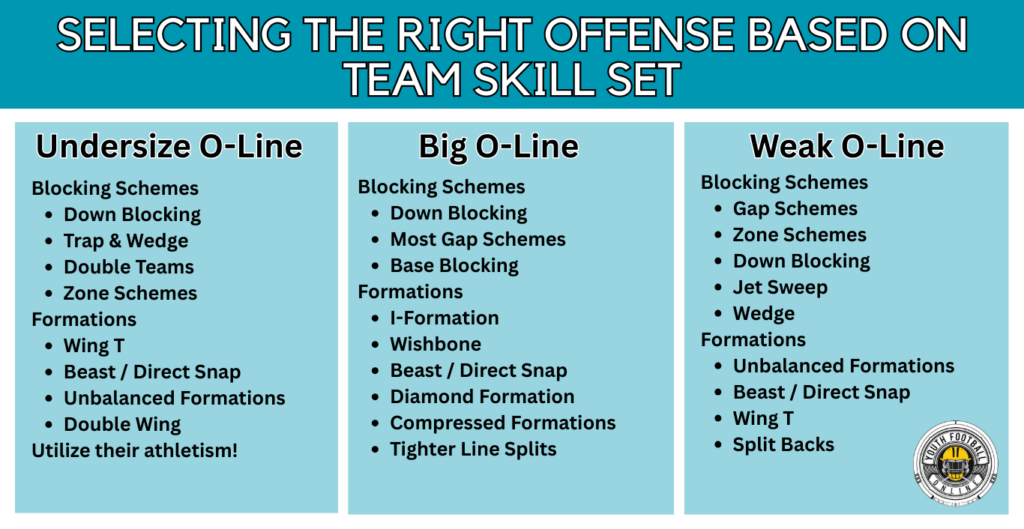 SELECTING THE RIGHT OFFENSE BASED ON
TEAM SKILL SET
Undersize O-Line
Blocking Schemes
• Down Blocking
• Trap & Wedge
• Double Teams
• Zone Schemes
Formations
• Wing T
• Beast / Direct Snap
• Unbalanced Formations
• Double Wing
Utilize their athletism!
Big O-Line
Blocking Schemes
• Down Blocking
• Most Gap Schemes
• Base Blocking
Formations
• I-Formation
• Wishbone
• Beast / Direct Snap
• Diamond Formation
• Compressed Formations
• Tighter Line Splits
Weak O-Line
Blocking Schemes
• Gap Schemes
• Zone Schemes
• Down Blocking
• Jet Sweep
• Wedge
Formations
• Unbalanced Formations
• Beast / Direct Snap
• Wing T
• Split Backs
YOUTH FOOTBALL
ONLINE